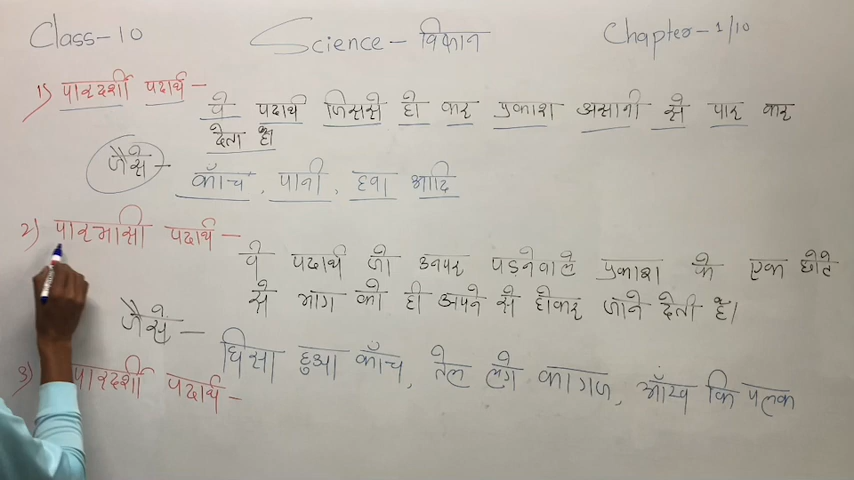 Class-10 Science - विज्ञान Chapter-1/10
1) पारदर्शी पदार्थ -
वे पदार्थ जिससे हो कर प्रकाश असानी से पार कर
देता है।
जैसे - काँच, पानी, हवा आदि
2) पारभासी पदार्थ -
वे पदार्थ जो उनपर पड़नेवाले प्रकाश के एक छोटे
से भाग को ही अपने से होकर जाने देती है।
जैसे - घिसा हुआ काँच, तेल लगे कागज, आँख कि पलक
3) पारदर्शी पदार्थ -